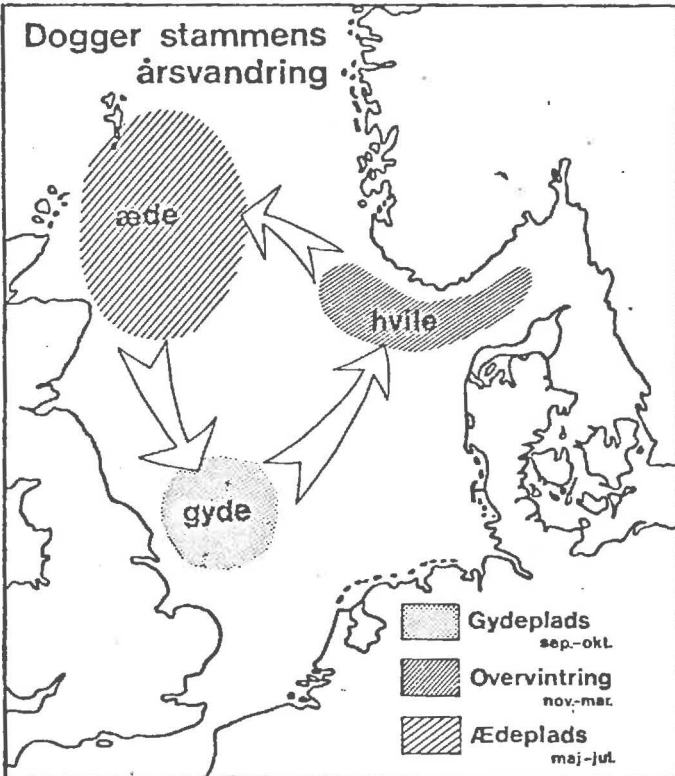 Dogger stammens
årsvandring
æde
hvile
gyde
Gydeplads
sep.-okt.
Overvintring
nov.-mar.
Ædeplads
maj-jul.